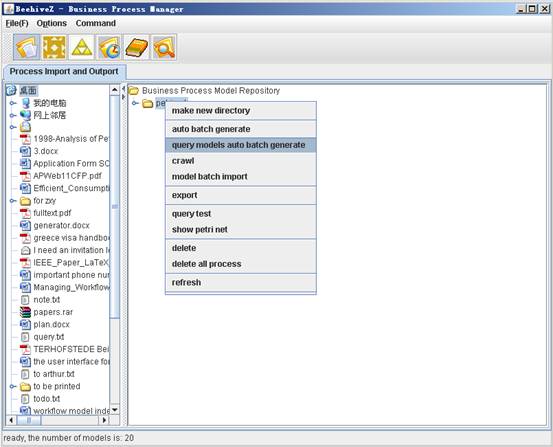 BeehiveZ - Business Process Manager
File(F) Options Command
Process Import and Outport
桌面
我的电脑
网上邻居
1998-Analysis of Pe
3.docx
Application Form SC
APWeb11CFP.pdf
Efficient_Consumpti
for zxy
fulltext.pdf
generator.docx
greece visa handbo
I need an invitation l
IEEE_Paper_LaTeX
important phone nu
Managing_Workflow
note.txt
papers.rar
plan.docx
query.txt
TERHOFSTEDE Bei
the user interface for
to arthur.txt
to be printed
todo.txt
workflow model inde
Business Process Model Repository
make new directory
auto batch generate
query models auto batch generate
crawl
model batch import
export
query test
show petri net
delete
delete all process
refresh
ready, the number of models is: 20